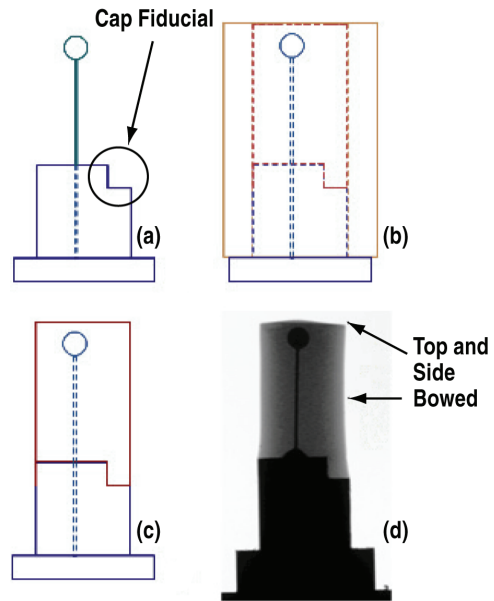 Cap Fiducial
(a)
(b)
Top and
Side
Bowed
(c)
(d)